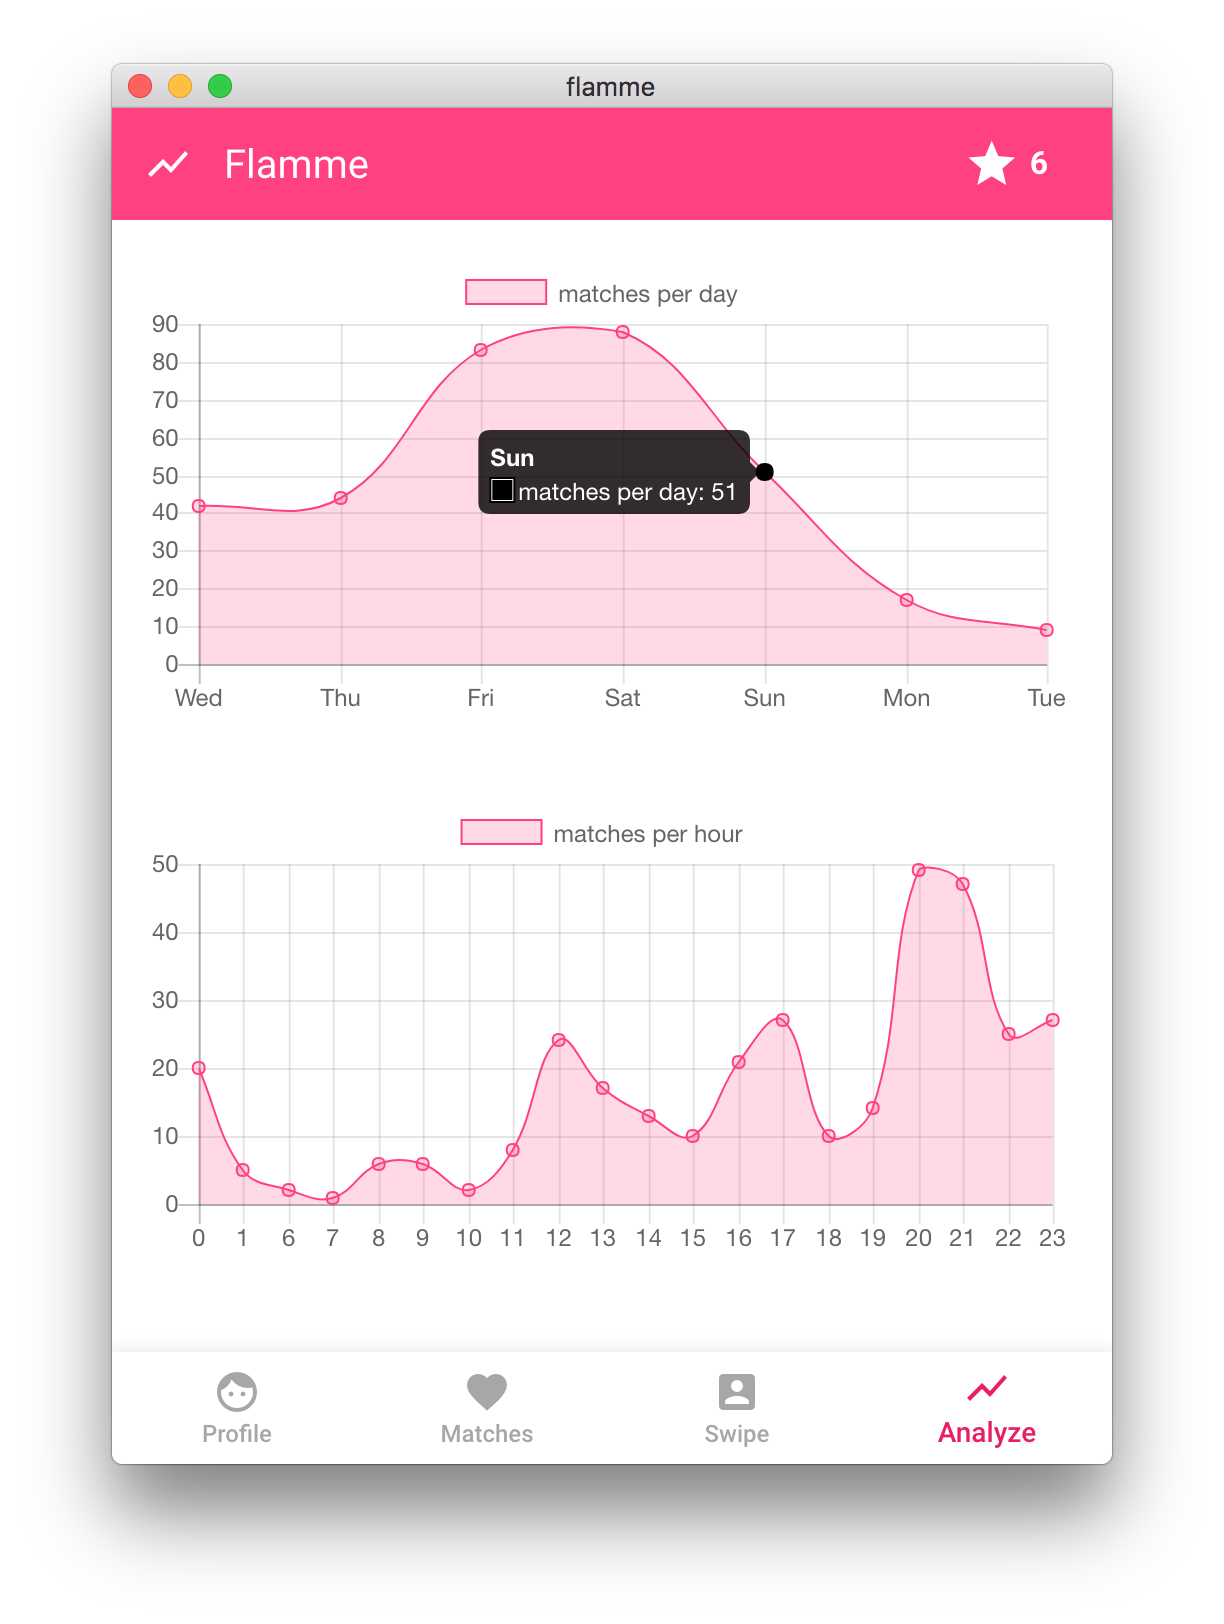 flamme
Flamme
6
matches per day
90
80
70
60
50
40
30
20
10
0
Sun
matches per day: 51
Wed Thu Fri Sat Sun Mon Tue
matches per hour
50
40
30
20
10
0
0 1 6 7 8 9 10 11 12 13 14 15 16 17 18 19 20 21 22 23
Profile Matches Swipe Analyze